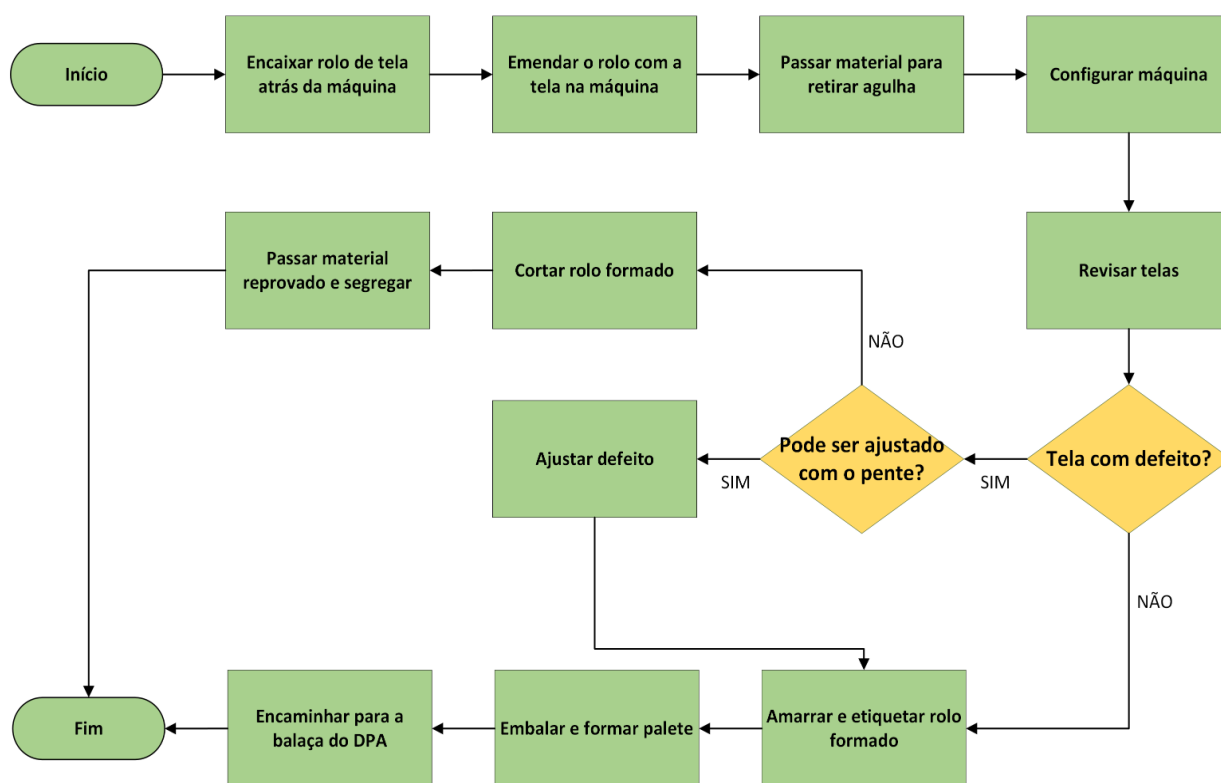 Início
Encaixar rolo de tela
atrás da máquina
Emendar o rolo com a
tela na máquina
Passar material para
retirar agulha
Configurar máquina
Revisar telas
Tela com defeito?
SIM
NÃO
Pode ser ajustado
com o pente?
NÃO
SIM
Cortar rolo formado
Passar material
reprovado e segregar
Ajustar defeito
Amarrar e etiquetar rolo
formado
Embalar e formar palete
Encaminhar para a
balaça do DPA
Fim